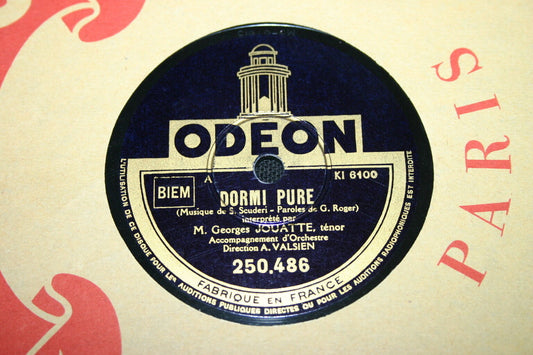 ODEON
A
KI 6100
BIEM
DORMI PURE
(Musique de S. Scuderi - Paroles de G. Roger)
interprété par
M. Georges JOUATTE, ténor
Accompagnement d'Orchestre
Direction A. VALSIEN
250.486
FABRIQUÉ EN FRANCE
L'UTILISATION DE CE DISQUE POUR LES AUDITIONS PUBLIQUES DIRECTES OU POUR LES AUDITIONS RADIOPHONIQUES EST INTERDITE
PARIS